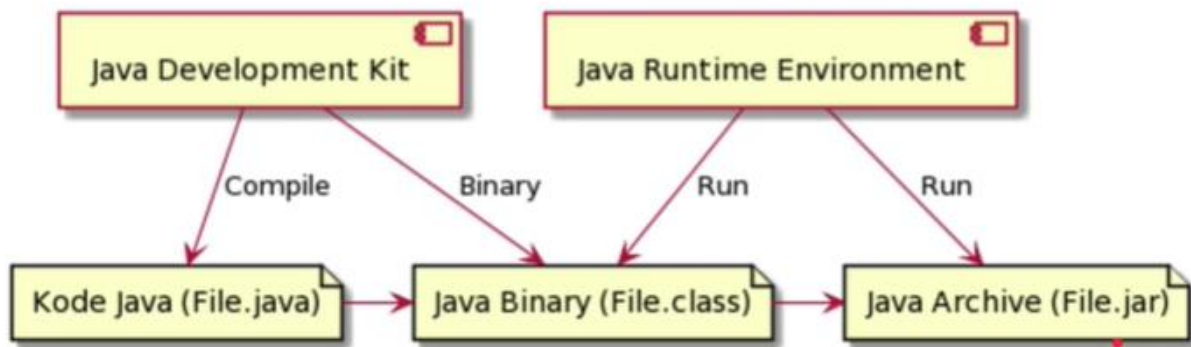 Java Development Kit
Java Runtime Environment
Compile
Binary
Run
Run
Kode Java (File.java)
Java Binary (File.class)
Java Archive (File.jar)